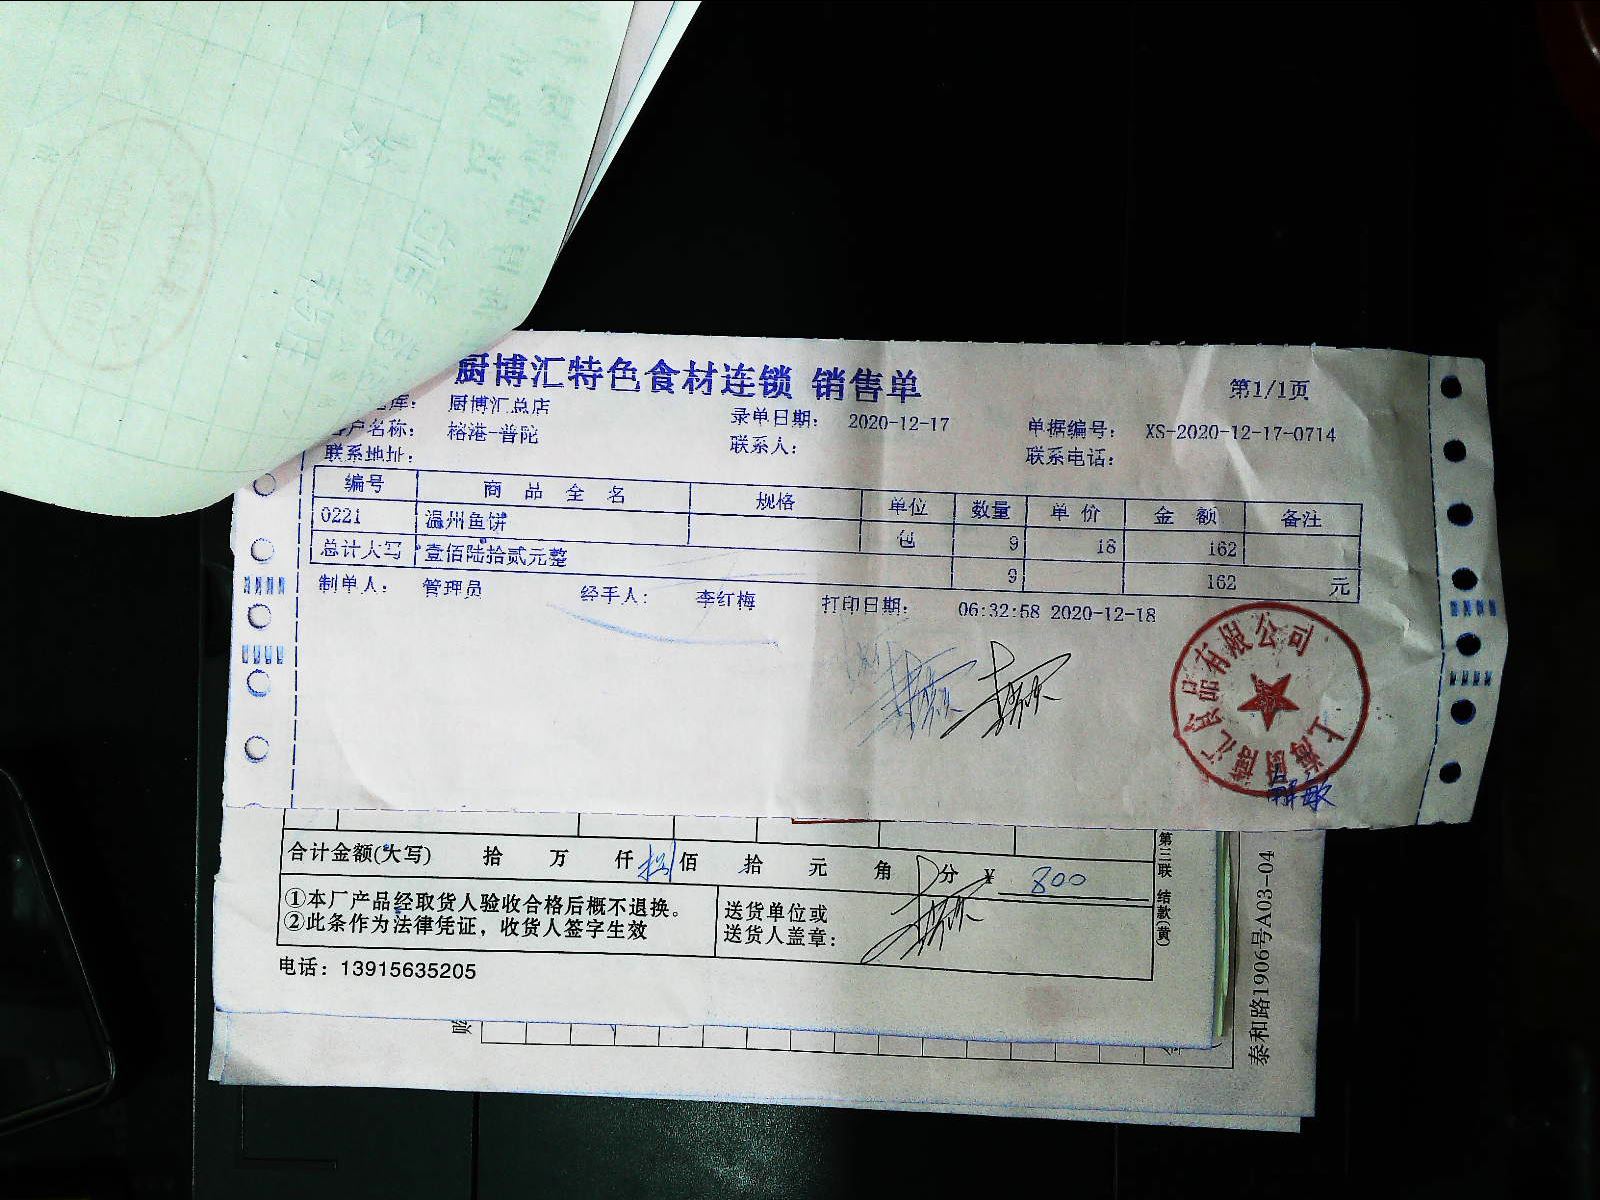 厨博汇特色食材连锁 销售单
第1/1页
库： 厨博汇总店 录单日期： 2020-12-17 单据编号： XS-2020-12-17-0714
客户名称： 榕港-普陀 联系人： 联系电话：
联系地址：
编号 商品全名 规格 单位 数量 单价 金额 备注
0221 温州鱼饼 包 9 18 162
总计大写 壹佰陆拾贰元整 9 162 元
制单人： 管理员 经手人： 李红梅 打印日期： 06:32:58 2020-12-18
合计金额(大写) 拾 万 仟 捌佰 拾 元 角 分 ¥ 800
①本厂产品经取货人验收合格后概不退换。
②此条作为法律凭证，收货人签字生效
送货单位或
送货人盖章：
电话：13915635205
第三联 结款(黄)
泰和路1906号A03-04